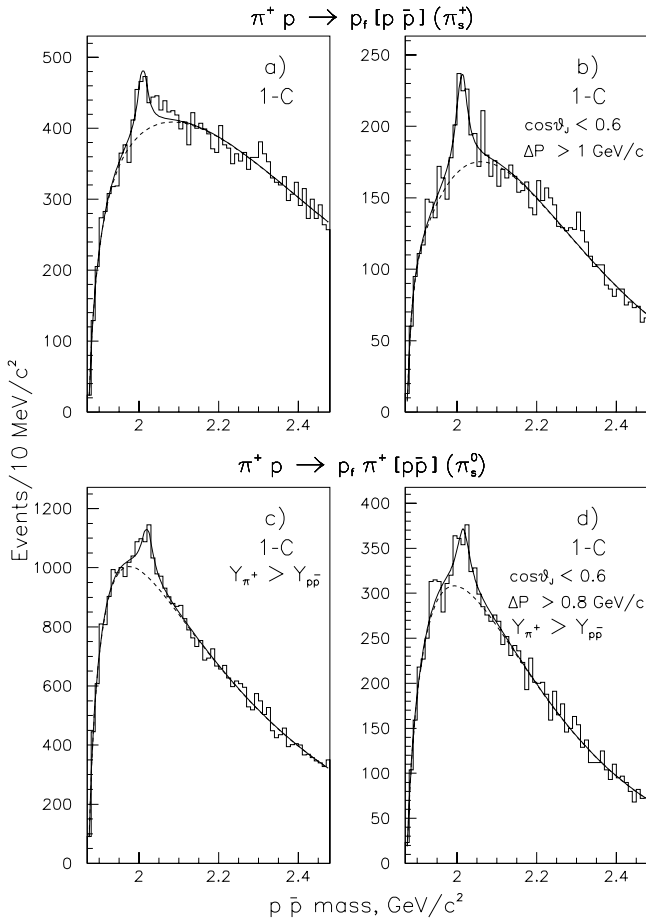 π⁺ p → p_f [p p̄] (π_s⁺)
a)
1-C
500
400
300
200
100
0
2
2.2
2.4
b)
1-C
cosϑ_J < 0.6
ΔP > 1 GeV/c
250
200
150
100
50
0
2
2.2
2.4
Events/10 MeV/c²
π⁺ p → p_f π⁺ [pp̄] (π_s⁰)
c)
1-C
Y_π⁺ > Y_pp̄
1200
1000
800
600
400
200
0
2
2.2
2.4
d)
1-C
cosϑ_J < 0.6
ΔP > 0.8 GeV/c
Y_π⁺ > Y_pp̄
400
350
300
250
200
150
100
50
0
2
2.2
2.4
p p̄ mass, GeV/c²